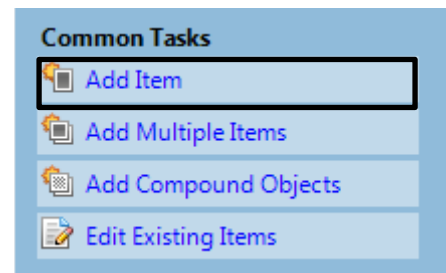 Common Tasks
Add Item
Add Multiple Items
Add Compound Objects
Edit Existing Items